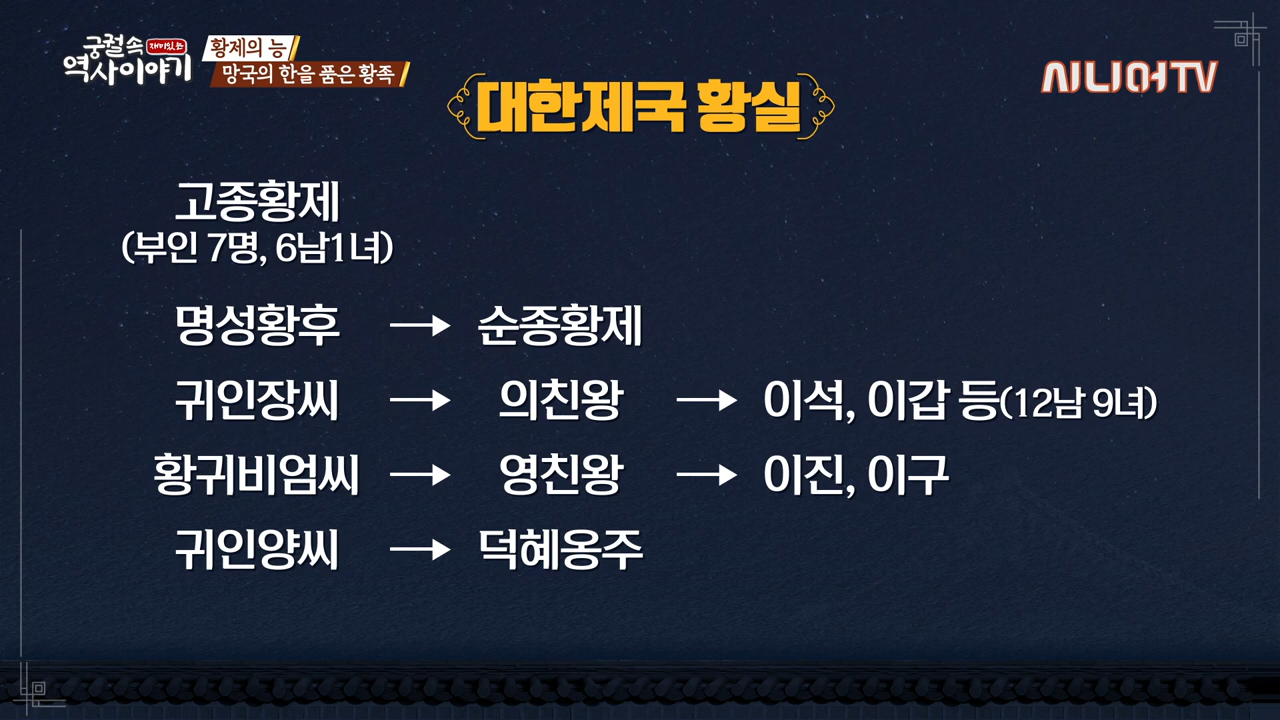 궁궐 속 재미있는
역사이야기
황제의 능
망국의 한을 품은 황족
시니어TV
대한제국 황실
고종황제
(부인 7명, 6남1녀)
명성황후 → 순종황제
귀인장씨 → 의친왕 → 이석, 이갑 등(12남 9녀)
황귀비엄씨 → 영친왕 → 이진, 이구
귀인양씨 → 덕혜옹주